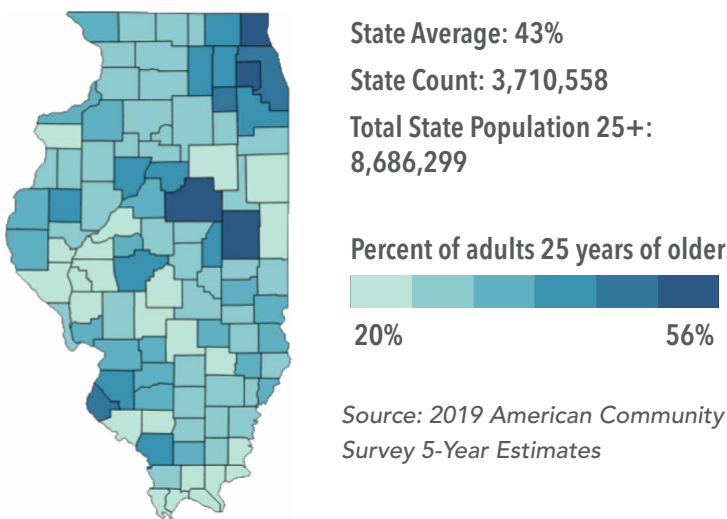 State Average: 43%
State Count: 3,710,558
Total State Population 25+:
8,686,299
Percent of adults 25 years of older
20%
56%
Source: 2019 American Community
Survey 5-Year Estimates